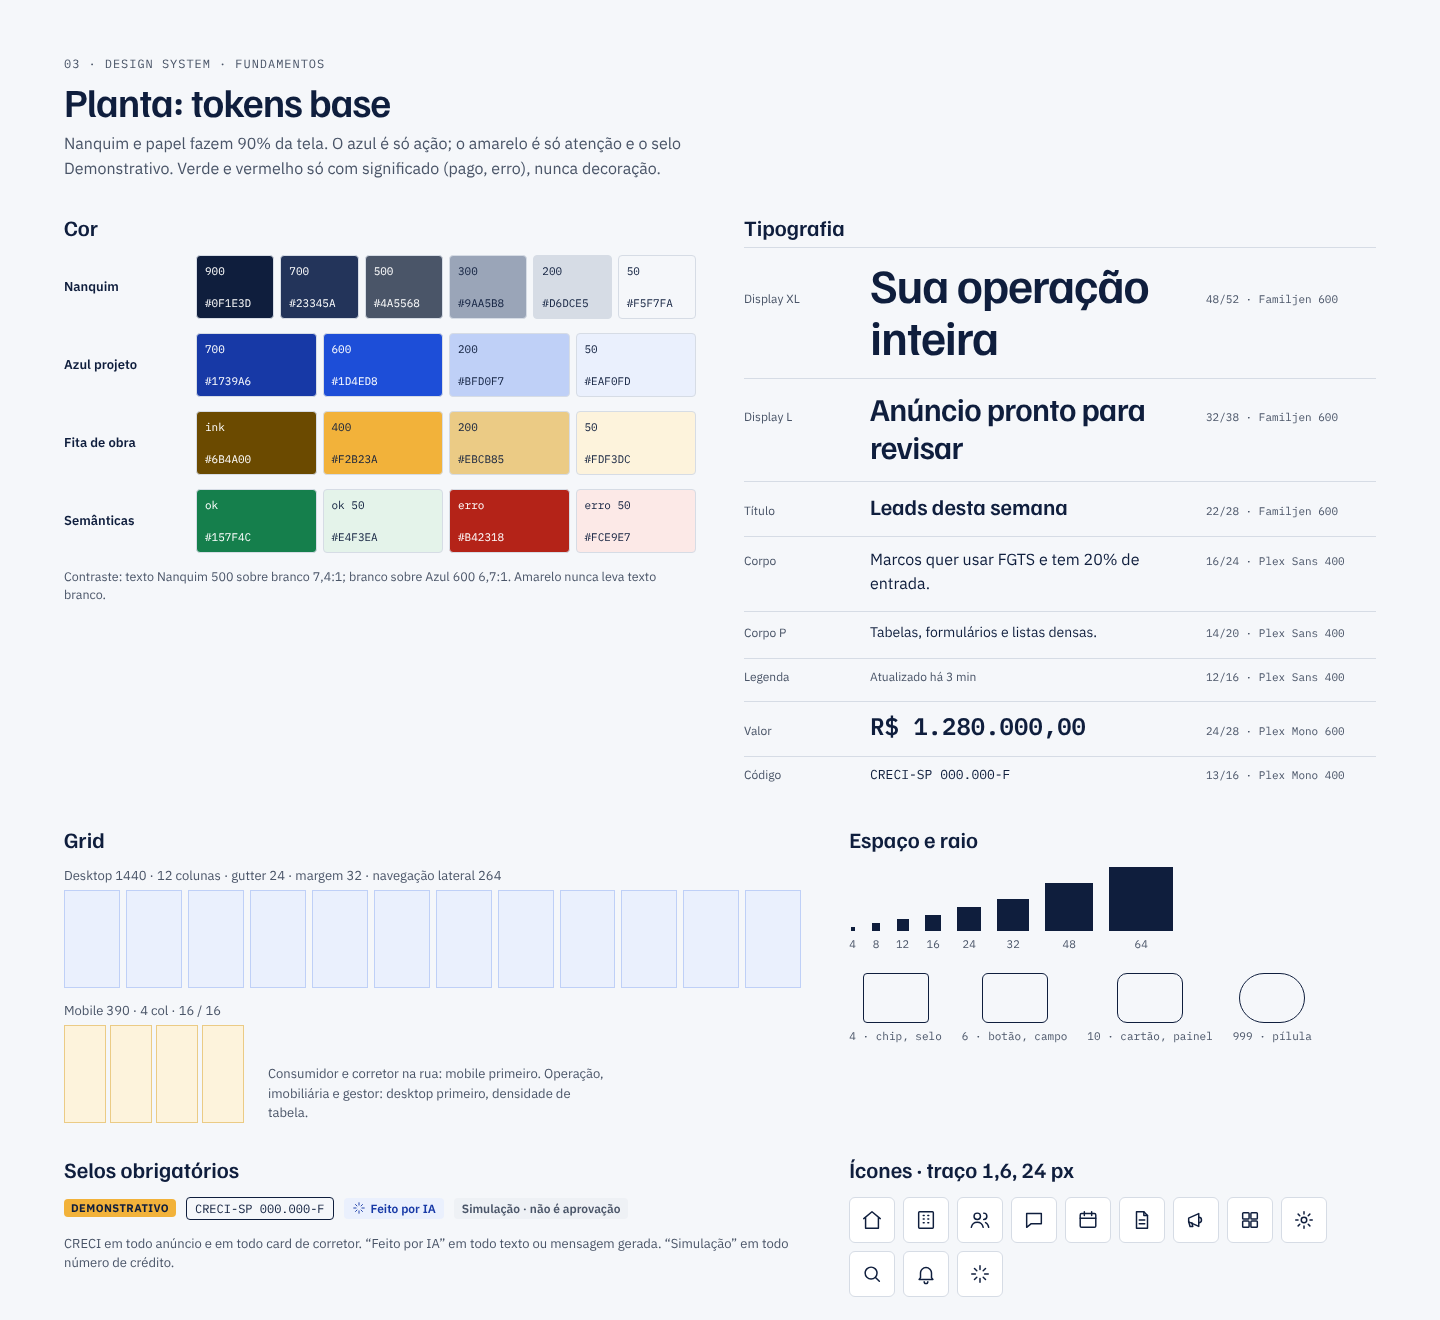 03 · DESIGN SYSTEM · FUNDAMENTOS
Planta: tokens base
Nanquim e papel fazem 90% da tela. O azul é só ação; o amarelo é só atenção e o selo
Demonstrativo. Verde e vermelho só com significado (pago, erro), nunca decoração.
Cor
Nanquim
900
#0F1E3D
700
#23345A
500
#4A5568
300
#9AA5B8
200
#D6DCE5
50
#F5F7FA
Azul projeto
700
#1739A6
600
#1D4ED8
200
#BFD0F7
50
#EAF0FD
Fita de obra
ink
#6B4A00
400
#F2B23A
200
#EBCB85
50
#FDF3DC
Semânticas
ok
#157F4C
ok 50
#E4F3EA
erro
#B42318
erro 50
#FCE9E7
Contraste: texto Nanquim 500 sobre branco 7,4:1; branco sobre Azul 600 6,7:1. Amarelo nunca leva texto
branco.
Tipografia
Display XL
Sua operação
inteira
48/52 · Familjen 600
Display L
Anúncio pronto para
revisar
32/38 · Familjen 600
Título
Leads desta semana
22/28 · Familjen 600
Corpo
Marcos quer usar FGTS e tem 20% de
entrada.
16/24 · Plex Sans 400
Corpo P
Tabelas, formulários e listas densas.
14/20 · Plex Sans 400
Legenda
Atualizado há 3 min
12/16 · Plex Sans 400
Valor
R$ 1.280.000,00
24/28 · Plex Mono 600
Código
CRECI-SP 000.000-F
13/16 · Plex Mono 400
Grid
Desktop 1440 · 12 colunas · gutter 24 · margem 32 · navegação lateral 264
Mobile 390 · 4 col · 16 / 16
Consumidor e corretor na rua: mobile primeiro. Operação,
imobiliária e gestor: desktop primeiro, densidade de
tabela.
Espaço e raio
4 8 12 16 24 32 48 64
4 · chip, selo
6 · botão, campo
10 · cartão, painel
999 · pílula
Selos obrigatórios
DEMONSTRATIVO
CRECI-SP 000.000-F
Feito por IA
Simulação · não é aprovação
CRECI em todo anúncio e em todo card de corretor. “Feito por IA” em todo texto ou mensagem gerada. “Simulação” em todo
número de crédito.
Ícones · traço 1,6, 24 px